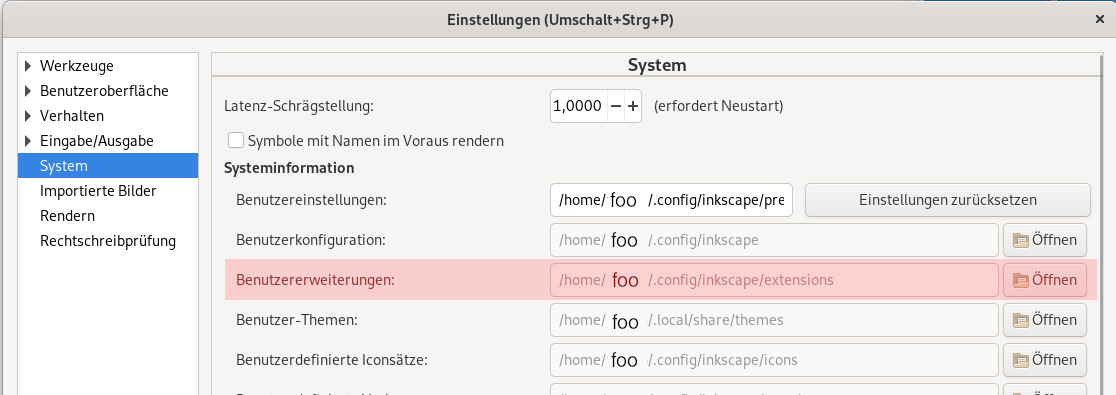 Einstellungen (Umschalt+Strg+P)
Werkzeuge
Benutzeroberfläche
Verhalten
Eingabe/Ausgabe
System
Importierte Bilder
Rendern
Rechtschreibprüfung
System
Latenz-Schrägstellung: 1,0000 (erfordert Neustart)
Symbole mit Namen im Voraus rendern
Systeminformation
Benutzereinstellungen: /home/ foo /.config/inkscape/pre Einstellungen zurücksetzen
Benutzerkonfiguration: /home/ foo /.config/inkscape Öffnen
Benutzererweiterungen: /home/ foo /.config/inkscape/extensions Öffnen
Benutzer-Themen: /home/ foo /.local/share/themes Öffnen
Benutzerdefinierte Iconsätze: /home/ foo /.config/inkscape/icons Öffnen